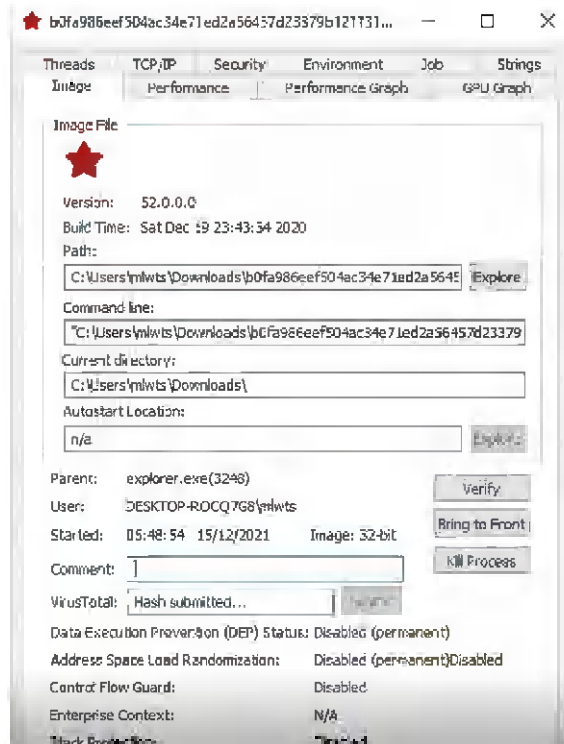 b0fa986eef504ac34e71ed2a56457d23379b121f31...
Threads TCP/IP Security Environment Job Strings
Image Performance Performance Graph GPU Graph
Image File
Version: 52.0.0.0
Build Time: Sat Dec 19 23:43:54 2020
Path:
C:\Users\mlwts\Downloads\b0fa986eef504ac34e71ed2a5645 Explore
Command line:
"C:\Users\mlwts\Downloads\b0fa986eef504ac34e71ed2a56457d23379
Current directory:
C:\Users\mlwts\Downloads\
Autostart Location:
n/a Explore
Parent: explorer.exe(3248)
Verify
User: DESKTOP-ROCQ7G8\mlwts
Bring to Front
Started: 05:48:54 15/12/2021 Image: 32-bit
Kill Process
Comment:
VirusTotal: Hash submitted... Submit
Data Execution Prevention (DEP) Status: Disabled (permanent)
Address Space Load Randomization: Disabled (permanent)Disabled
Control Flow Guard: Disabled
Enterprise Context: N/A
Stack Protection: Disabled